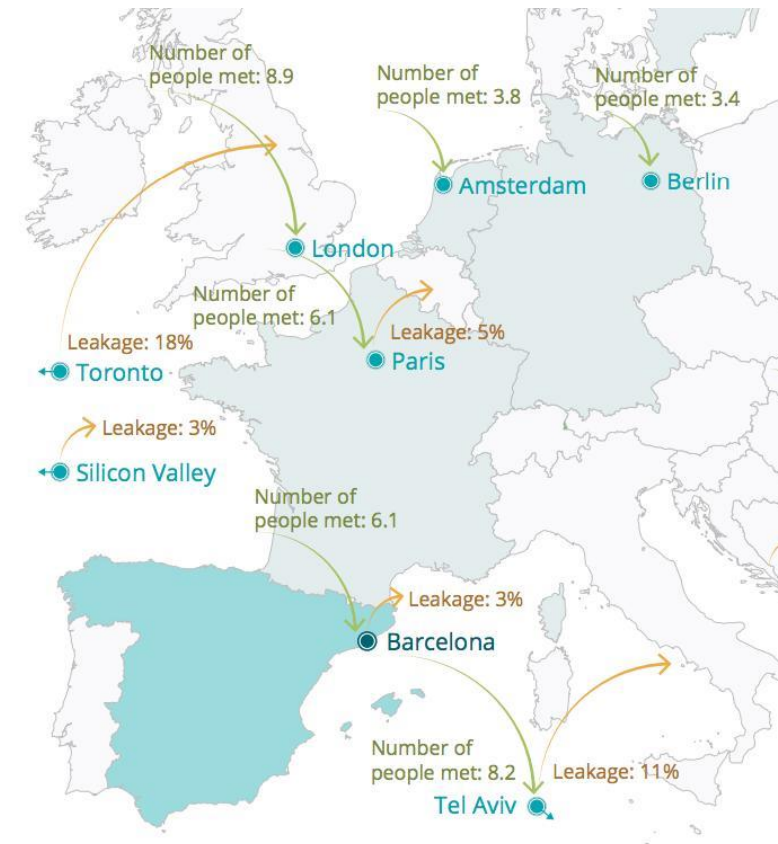 Number of
people met: 8.9
Number of
people met: 3.8
Number of
people met: 3.4
Amsterdam
Berlin
London
Number of
people met: 6.1
Leakage: 18%
Leakage: 5%
Toronto
Paris
Leakage: 3%
Silicon Valley
Number of
people met: 6.1
Leakage: 3%
Barcelona
Number of
people met: 8.2
Leakage: 11%
Tel Aviv